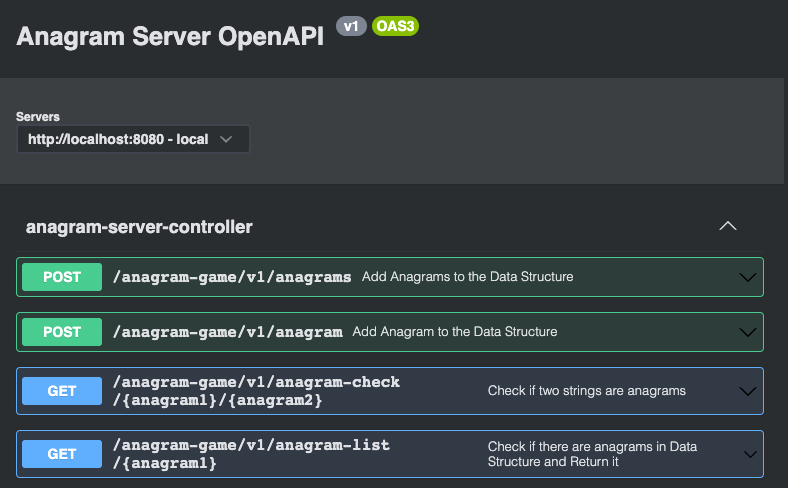 Anagram Server OpenAPI v1 OAS3
Servers
http://localhost:8080 - local
anagram-server-controller
POST /anagram-game/v1/anagrams Add Anagrams to the Data Structure
POST /anagram-game/v1/anagram Add Anagram to the Data Structure
GET /anagram-game/v1/anagram-check
/{anagram1}/{anagram2} Check if two strings are anagrams
GET /anagram-game/v1/anagram-list
/{anagram1} Check if there are anagrams in Data
Structure and Return it